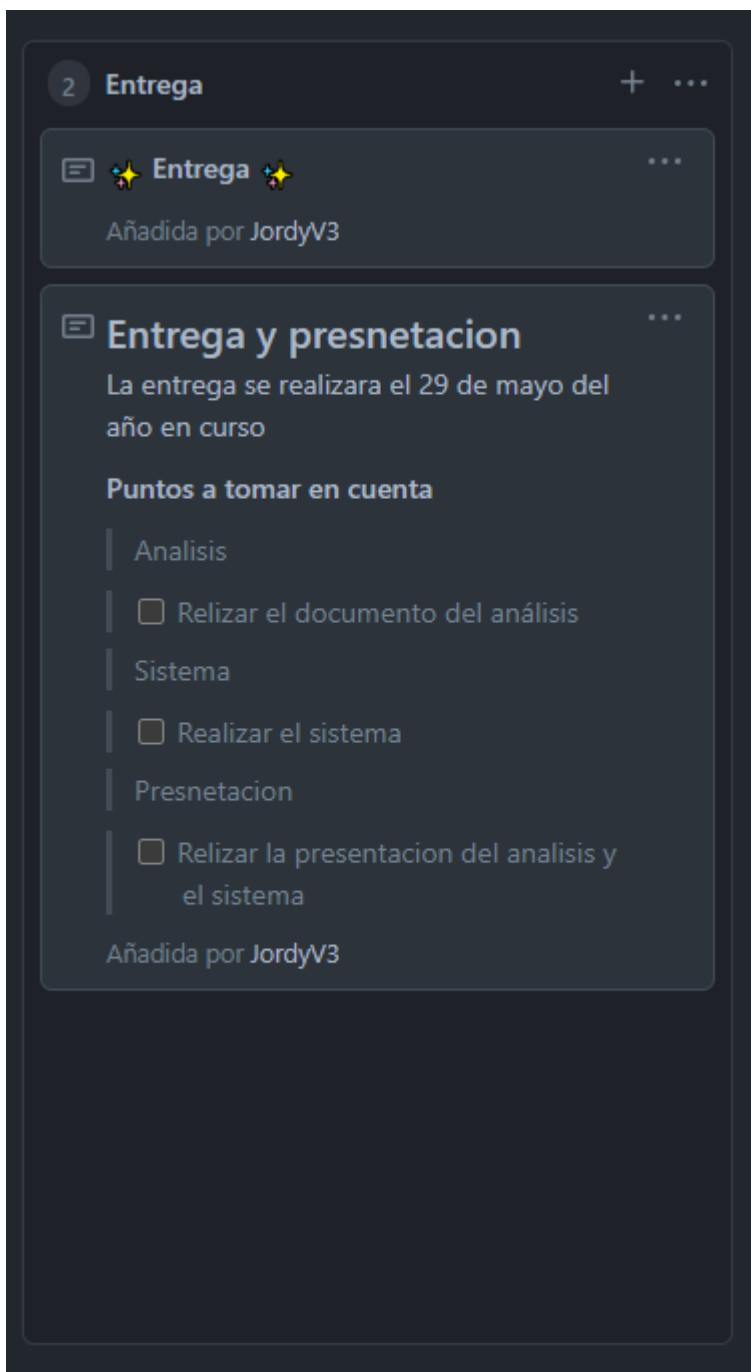 2 Entrega
✨ Entrega ✨
Añadida por JordyV3
Entrega y presnetacion
La entrega se realizara el 29 de mayo del
año en curso
Puntos a tomar en cuenta
Analisis
Relizar el documento del análisis
Sistema
Realizar el sistema
Presnetacion
Relizar la presentacion del analisis y
el sistema
Añadida por JordyV3